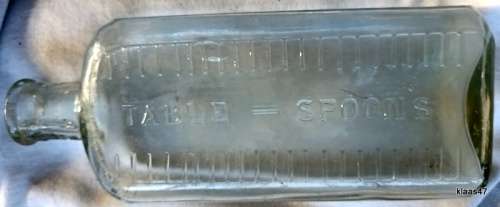 TABLE = SPOONS
klaas47